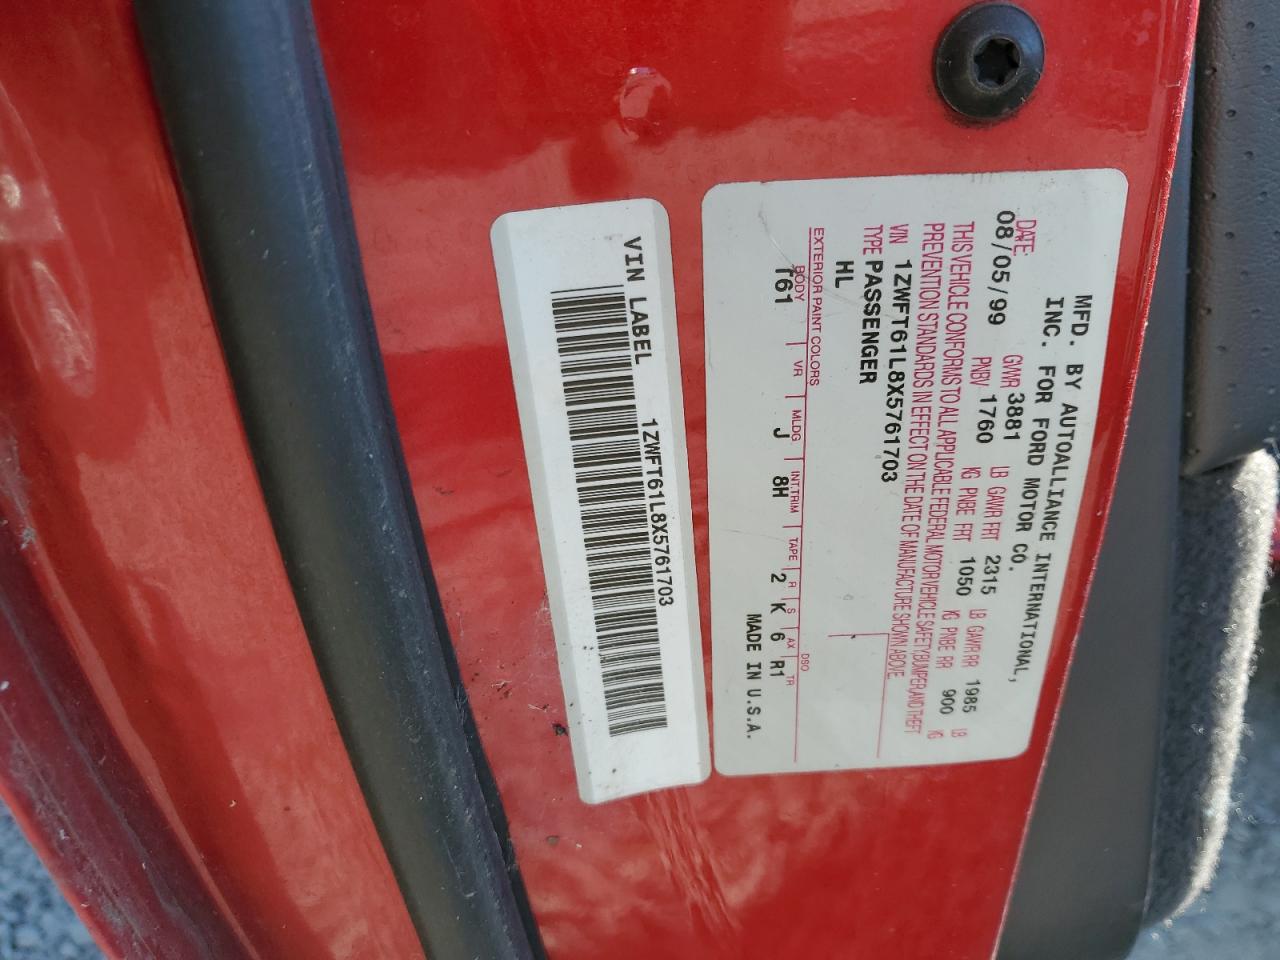 MFD. BY AUTOALLIANCE INTERNATIONAL,
INC. FOR FORD MOTOR CO.
DATE: GVWR 3881 LB GAWR FRT 2315 LB GAWR RR 1985 LB
08/05/99 PNBV 1760 KG PNBE FRT 1050 KG PNBE RR 900 KG
THIS VEHICLE CONFORMS TO ALL APPLICABLE FEDERAL MOTOR VEHICLE SAFETY, BUMPER, AND THEFT
PREVENTION STANDARDS IN EFFECT ON THE DATE OF MANUFACTURE SHOWN ABOVE.
VIN 1ZWFT61L8X5761703
TYPE PASSENGER
HL
EXTERIOR PAINT COLORS DSO
BODY VR MLDG INT.TRIM TAPE R S AX TR
T61 J 8H 2 K 6 R1
MADE IN U.S.A.
VIN LABEL 1ZWFT61L8X5761703